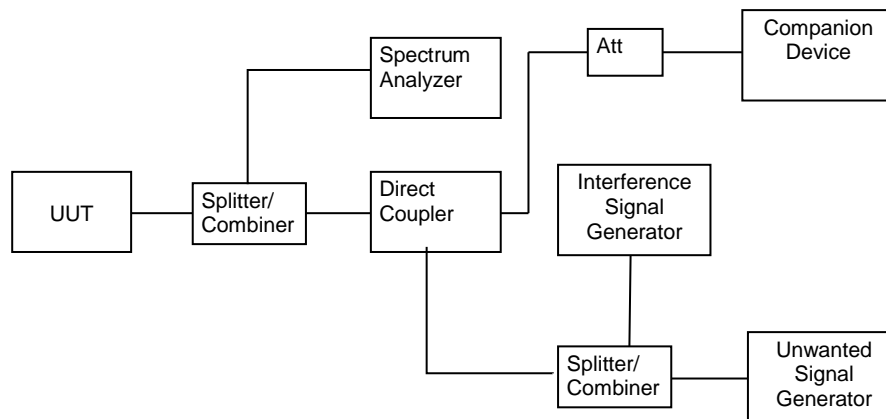 Spectrum
Analyzer
Att
Companion
Device
UUT
Splitter/
Combiner
Direct
Coupler
Interference
Signal
Generator
Splitter/
Combiner
Unwanted
Signal
Generator